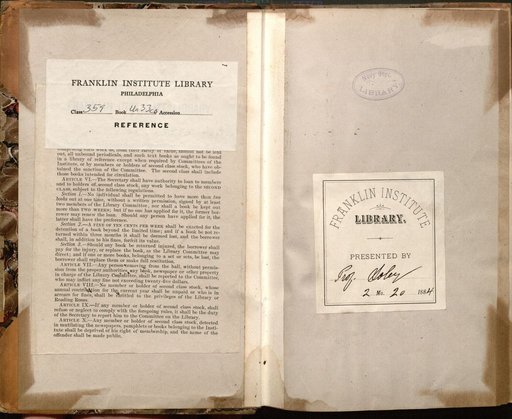 FRANKLIN INSTITUTE LIBRARY
PHILADELPHIA
Class 359 Book Accession
REFERENCE
out, all unbound periodicals, and such text books as ought to be found
in a library of reference except when required by Committees of the
Institute, or by members or holders of second class stock, who have ob-
tained the sanction of the Committee. The second class shall include
those books intended for circulation.
ARTICLE VI.—The Secretary shall have authority to loan to members
and to holders of second class stock, any work belonging to the SECOND
CLASS, subject to the following regulations:
Section 1.—No individual shall be permitted to have more than two
books out at one time, without a written permission, signed by at least
two members of the Library Committee, nor shall a book be kept out
more than TWO WEEKS; but if no one has applied for it, the former bor-
rower may renew the loan. Should any person have applied for it, the
latter shall have the preference.
Section 2.—A FINE OF TEN CENTS PER WEEK shall be exacted for the
detention of a book beyond the limited time; and if a book be not re-
turned within three months it shall be deemed lost, and the borrower
shall, in addition to his fines, forfeit its value.
Section 3.—Should any book be returned injured, the borrower shall
pay for the injury, or replace the book, as the Library Committee may
direct; and if one or more books, belonging to a set or sets, be lost, the
borrower shall replace them or make full restitution.
ARTICLE VII.—Any person removing from the hall, without permis-
sion from the proper authorities, any book, newspaper or other property
in charge of the Library Committee, shall be reported to the Committee,
who may inflict any fine not exceeding twenty-five dollars.
ARTICLE VIII.—No member or holder of second class stock, whose
annual contribution for the current year shall be unpaid or who is in
arrears for fines, shall be entitled to the privileges of the Library or
Reading Room.
ARTICLE IX.—If any member or holder of second class stock, shall
refuse or neglect to comply with the foregoing rules, it shall be the duty
of the Secretary to report him to the Committee on the Library.
ARTICLE X.—Any member or holder of second class stock, detected
in mutilating the newspapers, pamphlets or books belonging to the Insti-
tute shall be deprived of his right of membership, and the name of the
offender shall be made public.
LIBRARY
FRANKLIN INSTITUTE
LIBRARY.
PRESENTED BY
Prof.
2 Mo. 20 1884